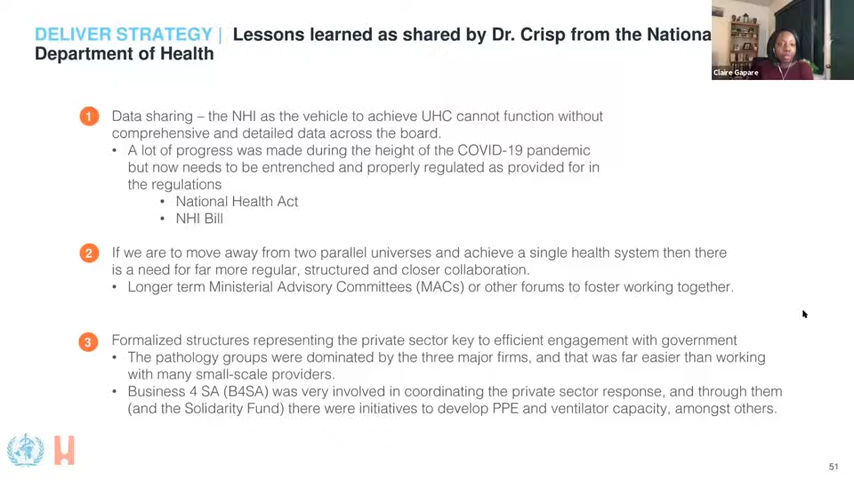 DELIVER STRATEGY | Lessons learned as shared by Dr. Crisp from the Nationa
Department of Health
Claire Gapare
1 Data sharing – the NHI as the vehicle to achieve UHC cannot function without
comprehensive and detailed data across the board.
• A lot of progress was made during the height of the COVID-19 pandemic
but now needs to be entrenched and properly regulated as provided for in
the regulations
• National Health Act
• NHI Bill
2 If we are to move away from two parallel universes and achieve a single health system then there
is a need for far more regular, structured and closer collaboration.
• Longer term Ministerial Advisory Committees (MACs) or other forums to foster working together.
3 Formalized structures representing the private sector key to efficient engagement with government
• The pathology groups were dominated by the three major firms, and that was far easier than working
with many small-scale providers.
• Business 4 SA (B4SA) was very involved in coordinating the private sector response, and through them
(and the Solidarity Fund) there were initiatives to develop PPE and ventilator capacity, amongst others.
51